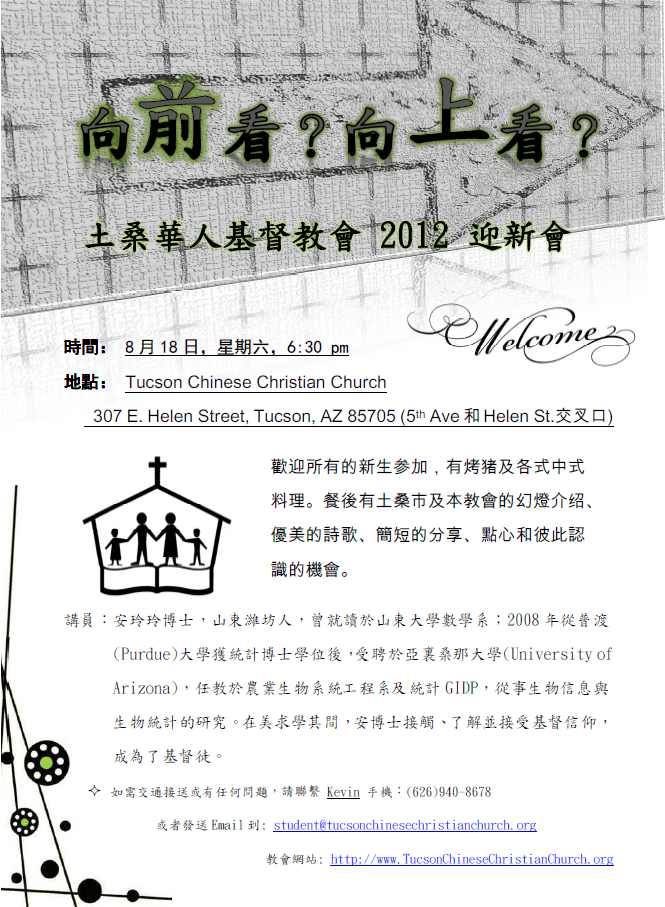 向前看？向上看？
土桑華人基督教會 2012 迎新會
Welcome
時間： 8月18日，星期六，6:30 pm
地點： Tucson Chinese Christian Church
307 E. Helen Street, Tucson, AZ 85705 (5th Ave 和 Helen St.交叉口)
歡迎所有的新生参加，有烤猪及各式中式
料理。餐後有土桑市及本教會的幻燈介绍、
優美的詩歌、簡短的分享、點心和彼此認
識的機會。
講員：安玲玲博士，山東濰坊人，曾就讀於山東大學數學系；2008 年從普渡
(Purdue)大學獲統計博士學位後，受聘於亞裏桑那大學(University of
Arizona)，任教於農業生物系統工程系及統計 GIDP，從事生物信息與
生物統計的研究。在美求學其間，安博士接觸、了解並接受基督信仰，
成為了基督徒。
✧ 如需交通接送或有任何問題，請聯繫 Kevin 手機：(626)940-8678
或者發送 Email 到: student@tucsonchinesechristianchurch.org
教會網站: http://www.TucsonChineseChristianChurch.org